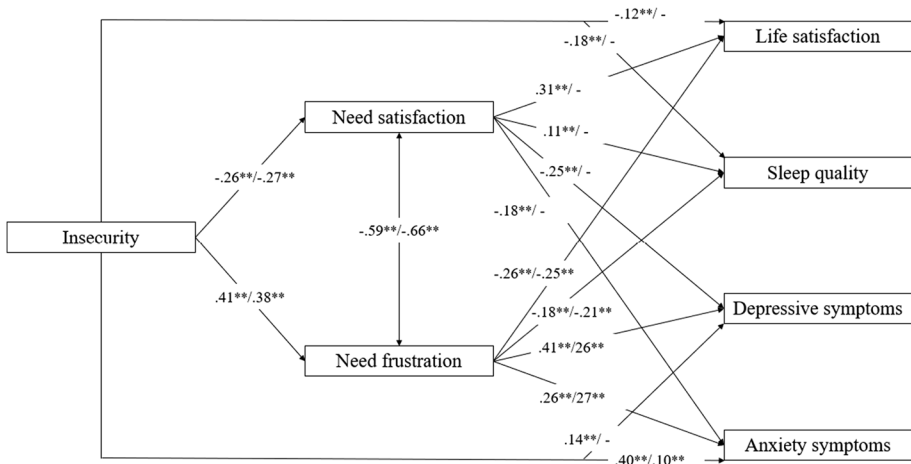 -.12**/ -
Life satisfaction
-.18**/ -
.31**/ -
Need satisfaction
.11**/ -
-.25**/ -
Sleep quality
-.26**/-.27**
-.18**/ -
-.59**/-.66**
Insecurity
-.26**/-.25**
.41**/.38**
-.18**/-.21**
Depressive symptoms
.41**/26**
Need frustration
.26**/27**
.14**/ -
Anxiety symptoms
.40**/.10**